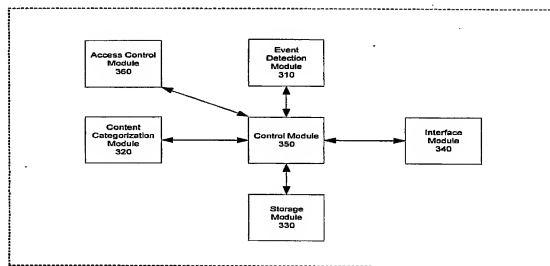 Access Control
Module
360
Event
Detection
Module
310
Content
Categorization
Module
320
Control Module
350
Interface
Module
340
Storage
Module
330